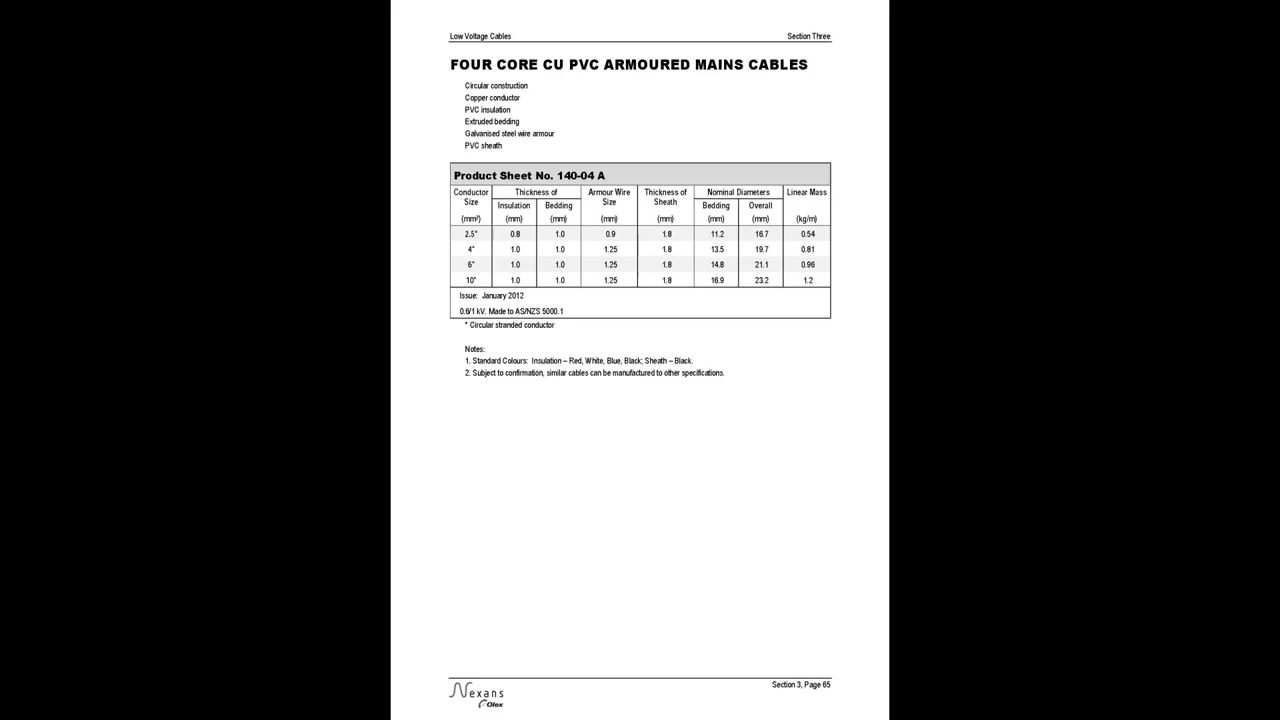 Low Voltage Cables Section Three
FOUR CORE CU PVC ARMOURED MAINS CABLES
Circular construction
Copper conductor
PVC insulation
Extruded bedding
Galvanised steel wire armour
PVC sheath
Product Sheet No. 140-04 A
Conductor Thickness of Armour Wire Thickness of Nominal Diameters Linear Mass
Size Insulation Bedding Size Sheath Bedding Overall
(mm²) (mm) (mm) (mm) (mm) (mm) (mm) (kg/m)
2.5* 0.8 1.0 0.9 1.8 11.2 16.7 0.54
4* 1.0 1.0 1.25 1.8 13.5 19.7 0.81
6* 1.0 1.0 1.25 1.8 14.8 21.1 0.96
10* 1.0 1.0 1.25 1.8 16.9 23.2 1.2
Issue: January 2012
0.6/1 kV. Made to AS/NZS 5000.1
* Circular stranded conductor
Notes:
1. Standard Colours: Insulation – Red, White, Blue, Black; Sheath – Black.
2. Subject to confirmation, similar cables can be manufactured to other specifications.
Section 3, Page 65
Nexans
Olex